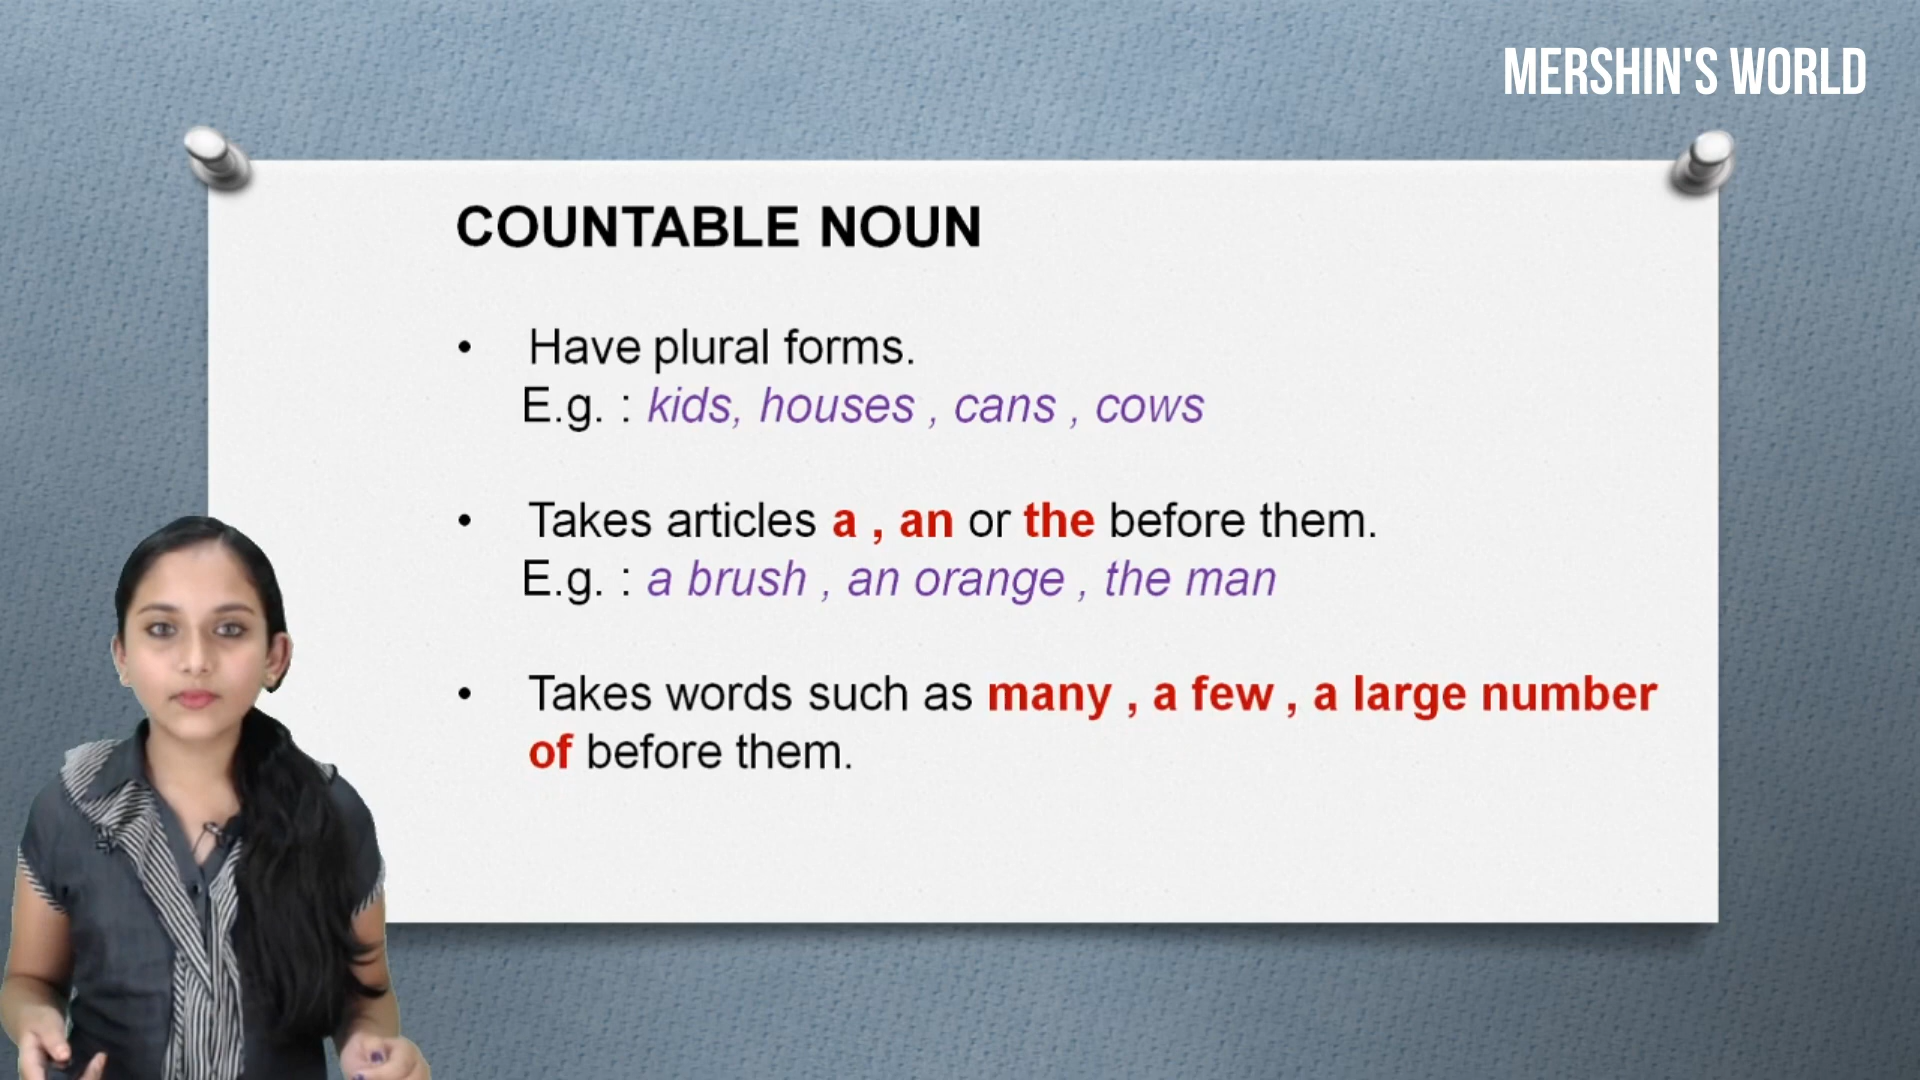 MERSHIN'S WORLD
COUNTABLE NOUN
• Have plural forms.
E.g. : kids, houses , cans , cows
• Takes articles a , an or the before them.
E.g. : a brush , an orange , the man
• Takes words such as many , a few , a large number
of before them.